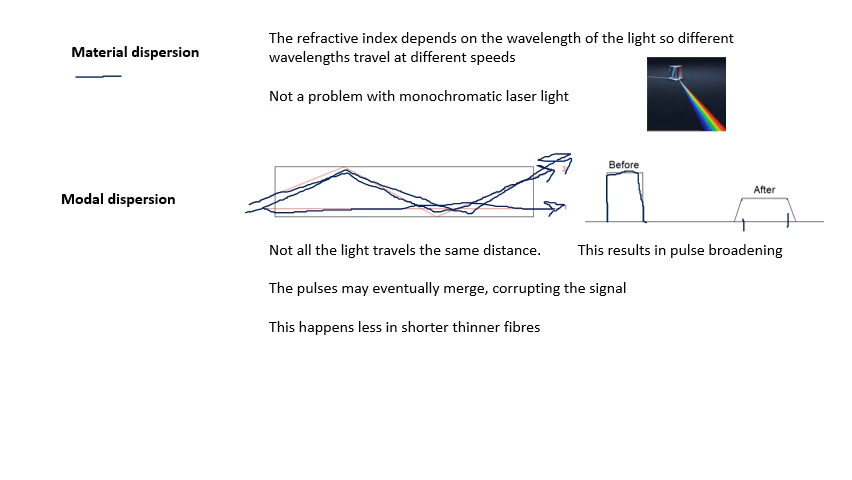 Material dispersion
The refractive index depends on the wavelength of the light so different
wavelengths travel at different speeds
Not a problem with monochromatic laser light
Modal dispersion
Before
After
Not all the light travels the same distance.
This results in pulse broadening
The pulses may eventually merge, corrupting the signal
This happens less in shorter thinner fibres